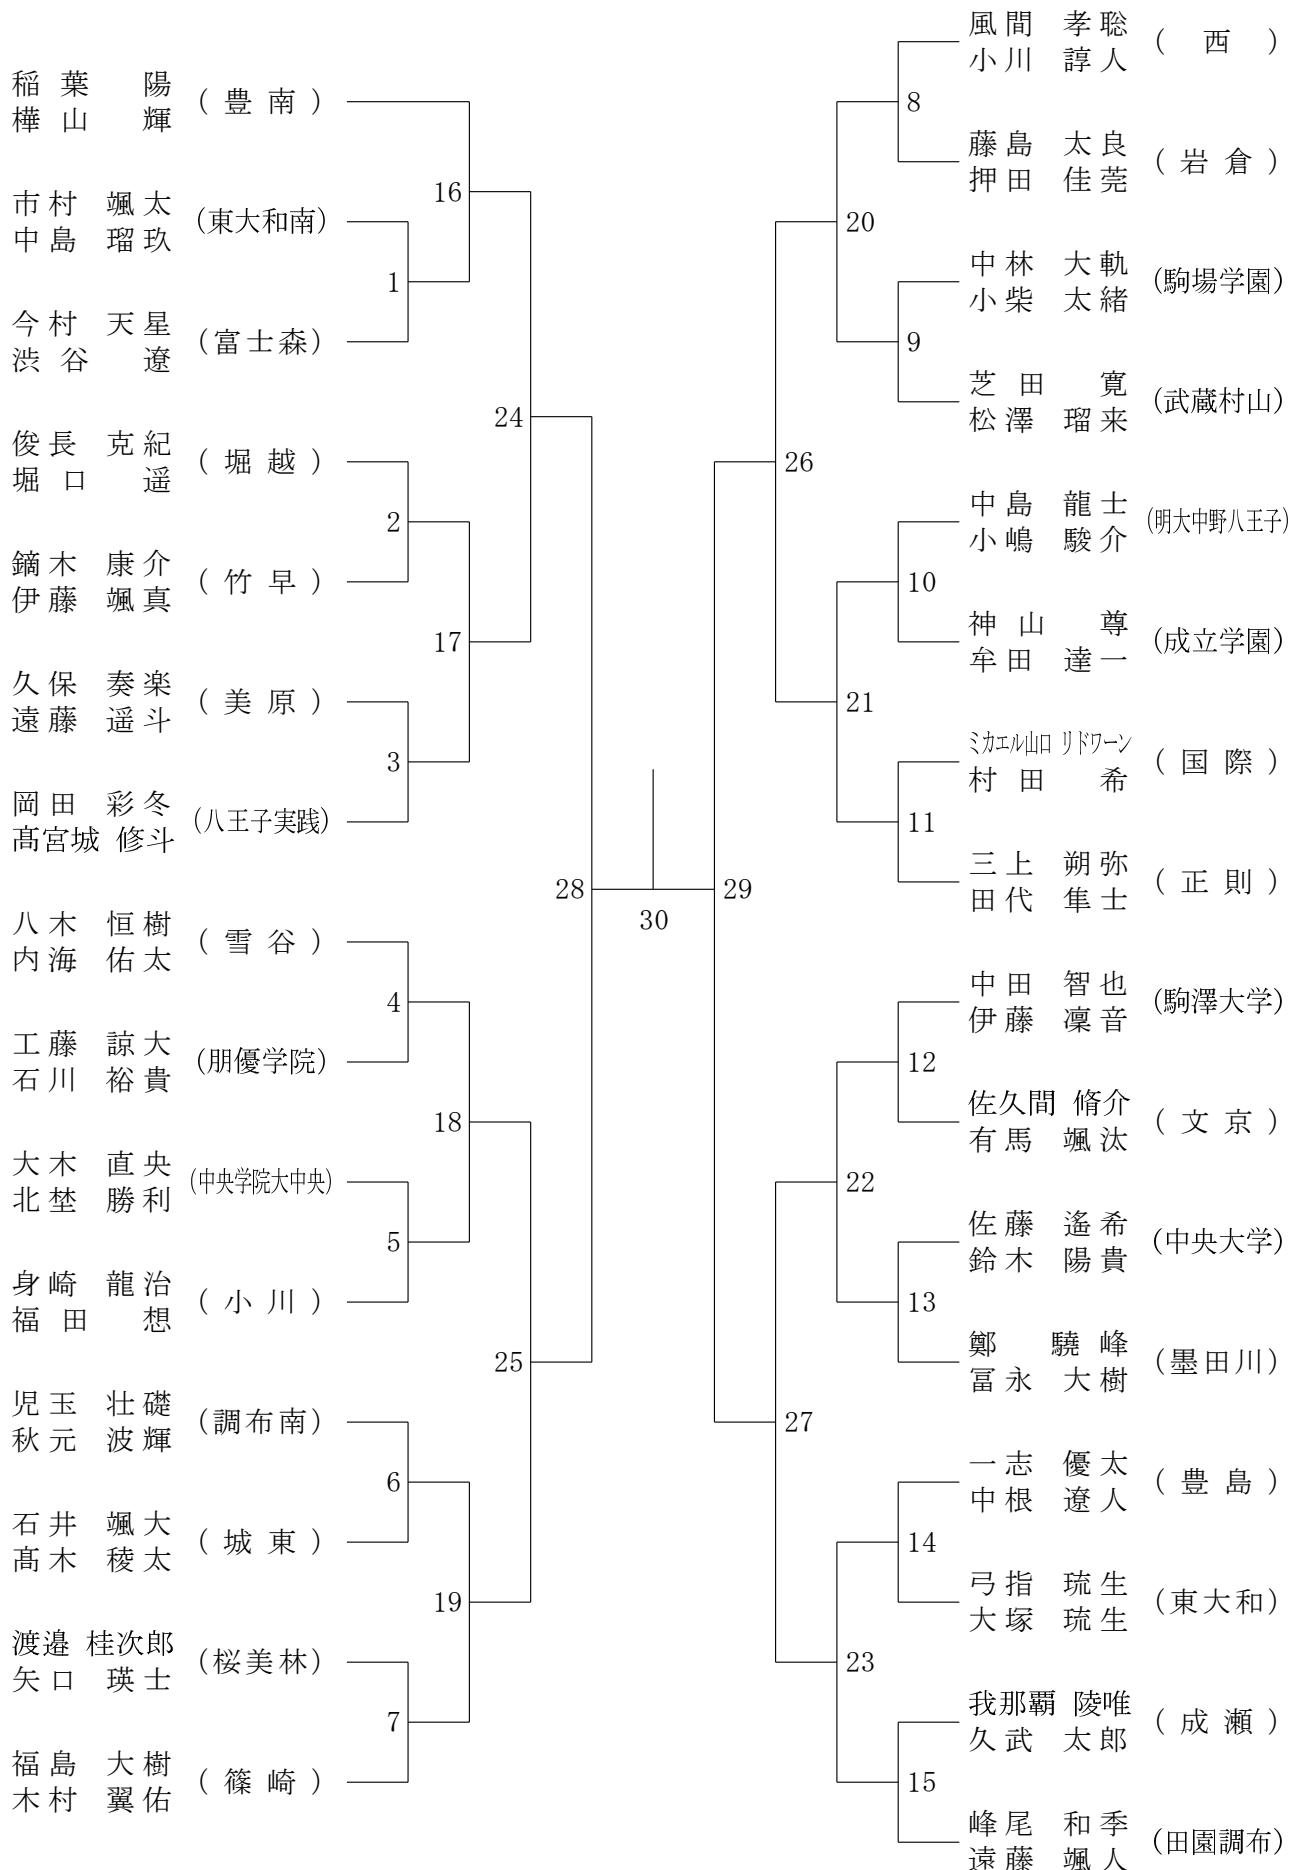 稲葉 陽
樺山 輝
(豊南)
市村 颯太
中島 瑠玖
(東大和南)
今村 天星
渋谷 遼
(富士森)
俊長 克紀
堀口 遥
(堀越)
鏑木 康介
伊藤 颯真
(竹早)
久保 奏楽
遠藤 遥斗
(美原)
岡田 彩冬
髙宮城 修斗
(八王子実践)
八木 恒樹
内海 佑太
(雪谷)
工藤 諒大
石川 裕貴
(朋優学院)
大木 直央
北埜 勝利
(中央学院大中央)
身崎 龍治
福田 想
(小川)
児玉 壮礎
秋元 波輝
(調布南)
石井 颯大
髙木 稜太
(城東)
渡邉 桂次郎
矢口 瑛士
(桜美林)
福島 大樹
木村 翼佑
(篠崎)
1
2
3
4
5
6
7
16
17
18
19
24
25
28
30
29
26
27
20
21
22
23
8
9
10
11
12
13
14
15
風間 孝聡
小川 諄人
(西)
藤島 太良
押田 佳莞
(岩倉)
中林 大軌
小柴 太緒
(駒場学園)
芝田 寛
松澤 瑠来
(武蔵村山)
中島 龍士
小嶋 駿介
(明大中野八王子)
神山 尊
牟田 達一
(成立学園)
ミカエル山口 リドワーン
村田 希
(国際)
三上 朔弥
田代 隼士
(正則)
中田 智也
伊藤 凜音
(駒澤大学)
佐久間 脩介
有馬 颯汰
(文京)
佐藤 遙希
鈴木 陽貴
(中央大学)
鄭 驍峰
冨永 大樹
(墨田川)
一志 優太
中根 遼人
(豊島)
弓指 琉生
大塚 琉生
(東大和)
我那覇 陵唯
久武 太郎
(成瀬)
峰尾 和季
遠藤 颯人
(田園調布)